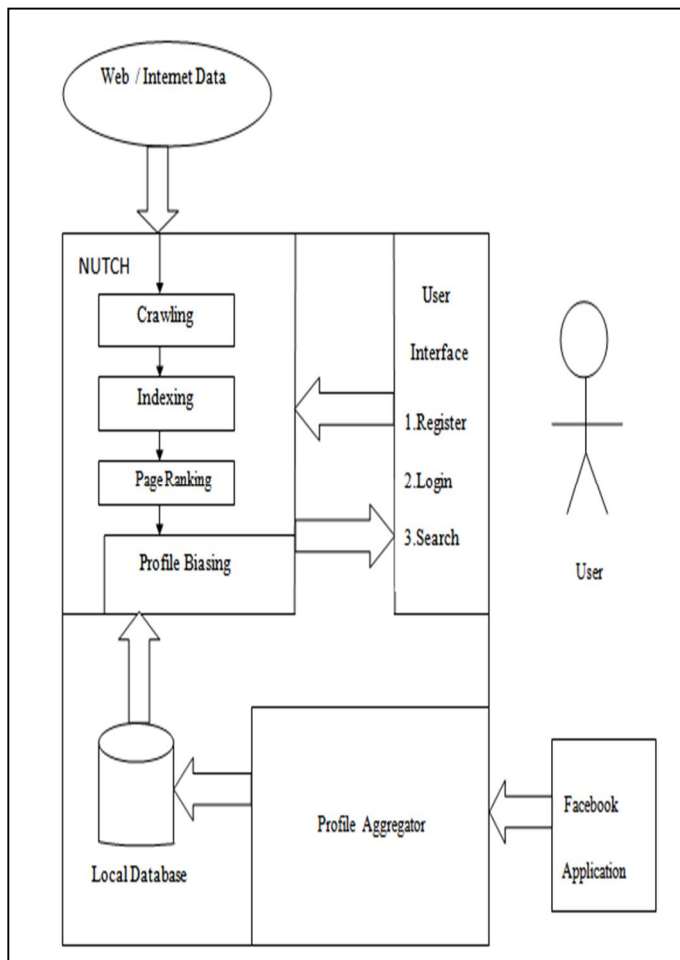 Web / Internet Data
NUTCH
Crawling
Indexing
Page Ranking
Profile Biasing
User
Interface
1.Register
2.Login
3.Search
User
Local Database
Profile Aggregator
Facebook
Application